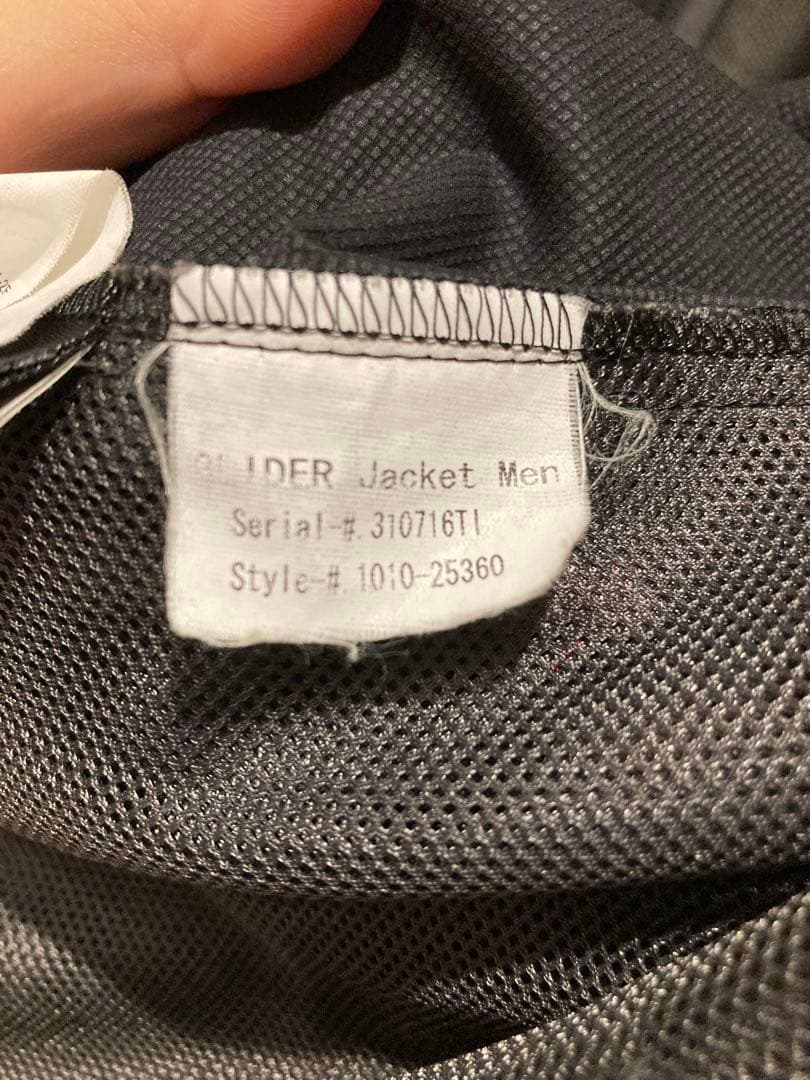 Jacket Men
Serial-#.310716TI
Style-#.1010-25360